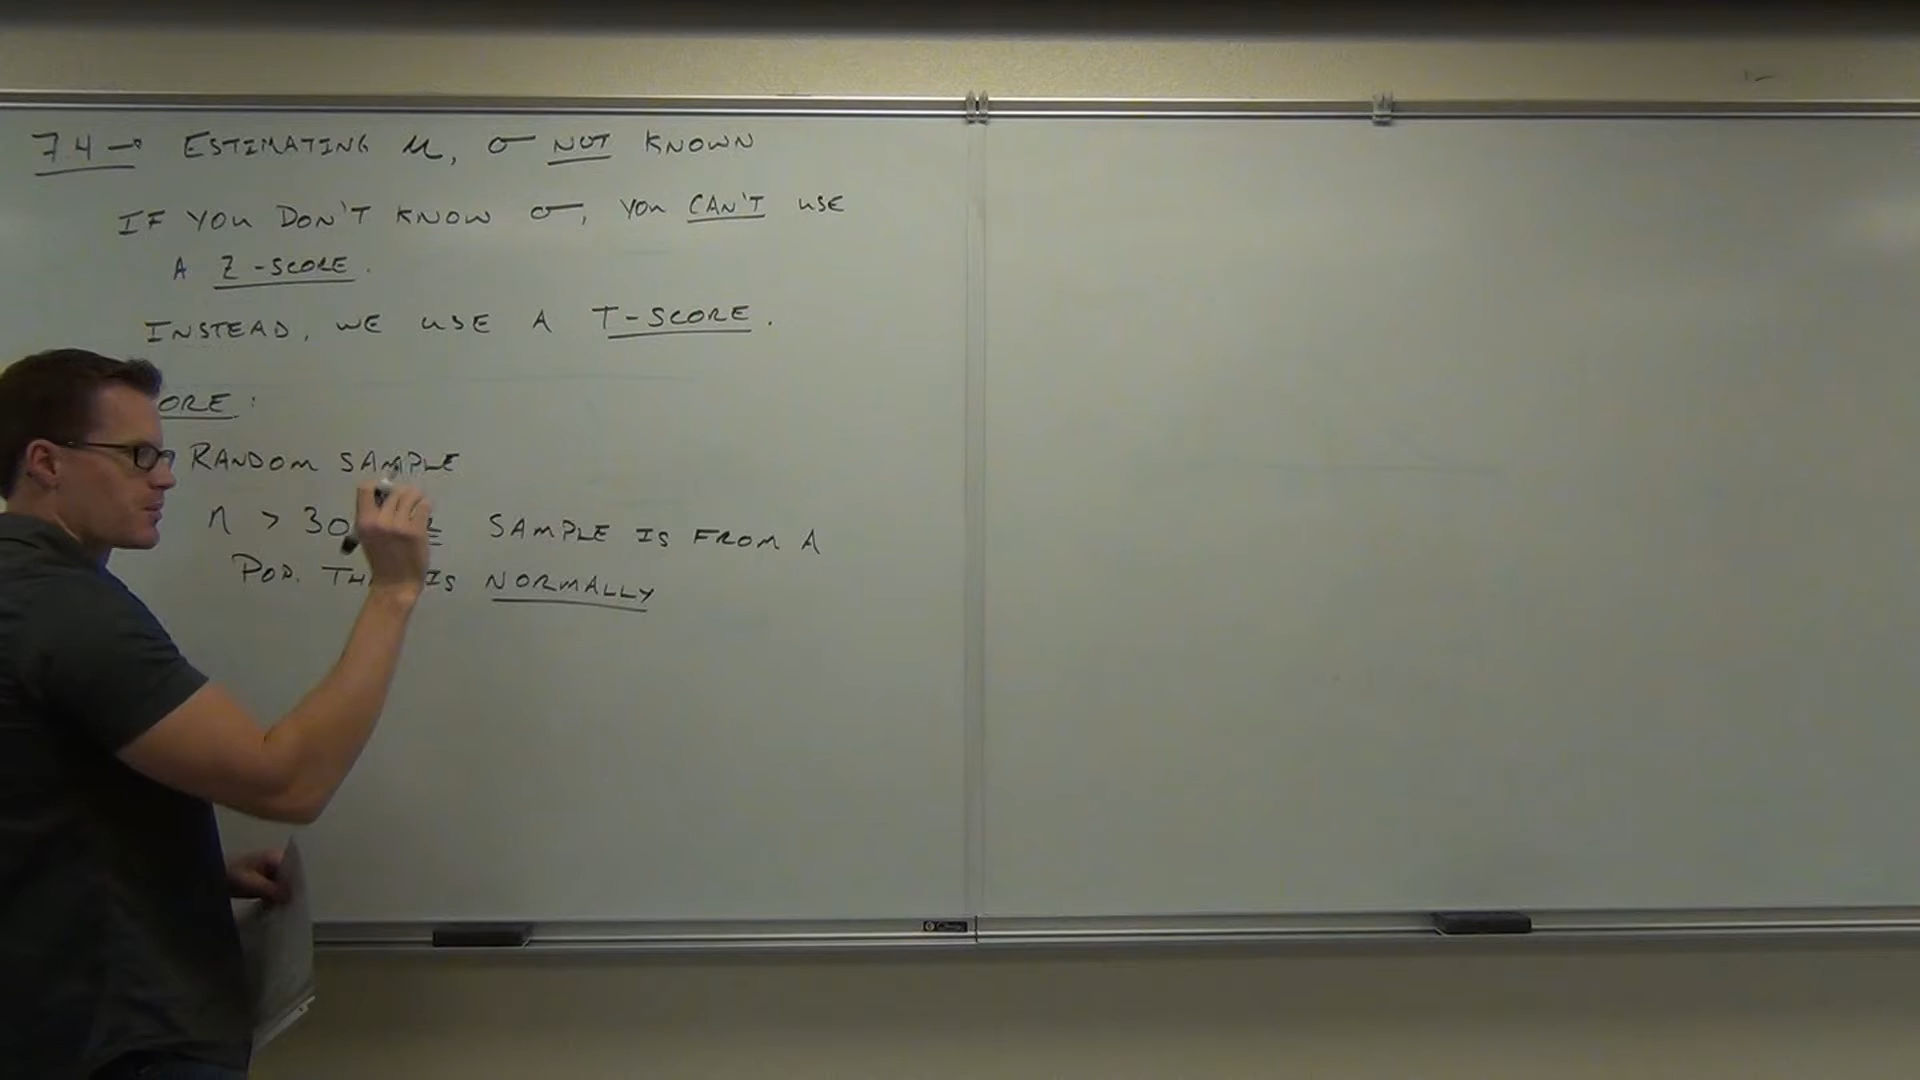 7.4 → ESTIMATING μ, σ NOT KNOWN
IF YOU DON'T KNOW σ, YOU CAN'T USE
A Z-SCORE.
INSTEAD, WE USE A T-SCORE.
ORE:
RANDOM SAMPLE
n > 30 SAMPLE IS FROM A
POP. IS NORMALLY